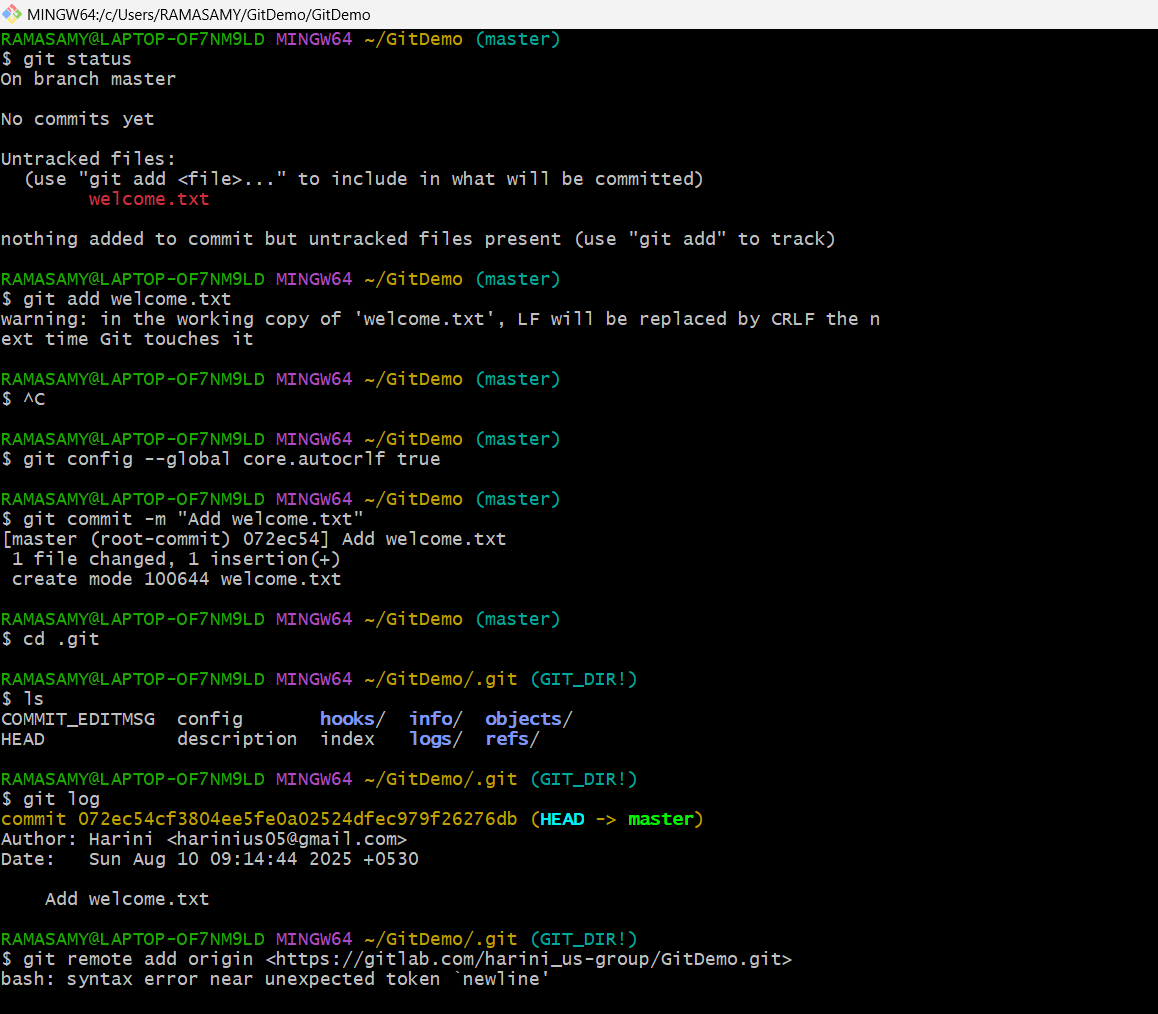 MINGW64:/c/Users/RAMASAMY/GitDemo/GitDemo
RAMASAMY@LAPTOP-OF7NM9LD MINGW64 ~/GitDemo (master)
$ git status
On branch master

No commits yet

Untracked files:
  (use "git add <file>..." to include in what will be committed)
        welcome.txt

nothing added to commit but untracked files present (use "git add" to track)

RAMASAMY@LAPTOP-OF7NM9LD MINGW64 ~/GitDemo (master)
$ git add welcome.txt
warning: in the working copy of 'welcome.txt', LF will be replaced by CRLF the n
ext time Git touches it

RAMASAMY@LAPTOP-OF7NM9LD MINGW64 ~/GitDemo (master)
$ ^C

RAMASAMY@LAPTOP-OF7NM9LD MINGW64 ~/GitDemo (master)
$ git config --global core.autocrlf true

RAMASAMY@LAPTOP-OF7NM9LD MINGW64 ~/GitDemo (master)
$ git commit -m "Add welcome.txt"
[master (root-commit) 072ec54] Add welcome.txt
 1 file changed, 1 insertion(+)
 create mode 100644 welcome.txt

RAMASAMY@LAPTOP-OF7NM9LD MINGW64 ~/GitDemo (master)
$ cd .git

RAMASAMY@LAPTOP-OF7NM9LD MINGW64 ~/GitDemo/.git (GIT_DIR!)
$ ls
COMMIT_EDITMSG  config       hooks/  info/  objects/
HEAD            description  index   logs/  refs/

RAMASAMY@LAPTOP-OF7NM9LD MINGW64 ~/GitDemo/.git (GIT_DIR!)
$ git log
commit 072ec54cf3804ee5fe0a02524dfec979f26276db (HEAD -> master)
Author: Harini <harinius05@gmail.com>
Date:   Sun Aug 10 09:14:44 2025 +0530

    Add welcome.txt

RAMASAMY@LAPTOP-OF7NM9LD MINGW64 ~/GitDemo/.git (GIT_DIR!)
$ git remote add origin <https://gitlab.com/harini_us-group/GitDemo.git>
bash: syntax error near unexpected token `newline'